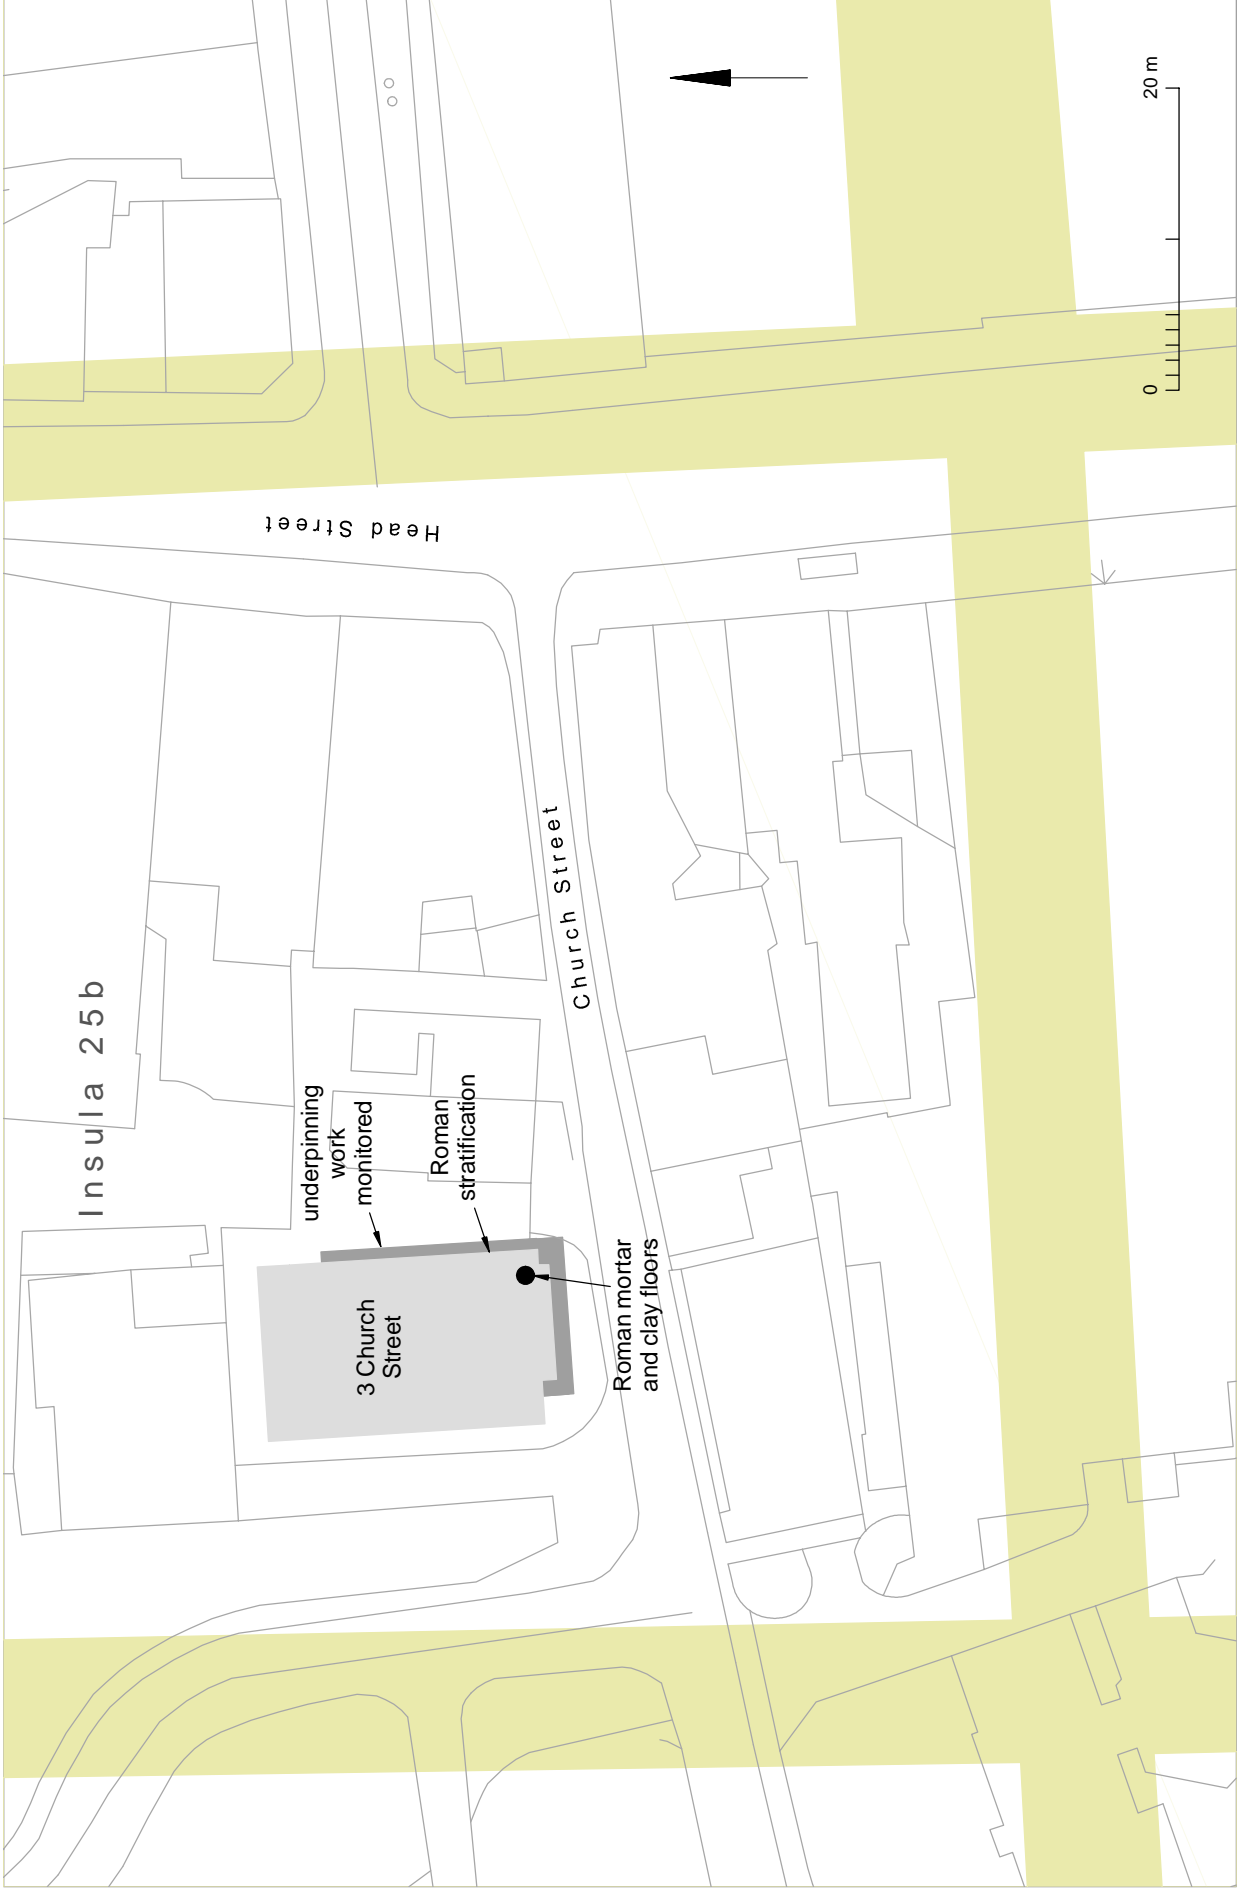 Insula 25b
underpinning
work
monitored
Roman
stratification
3 Church
Street
Roman mortar
and clay floors
Church Street
Head Street
0
20 m